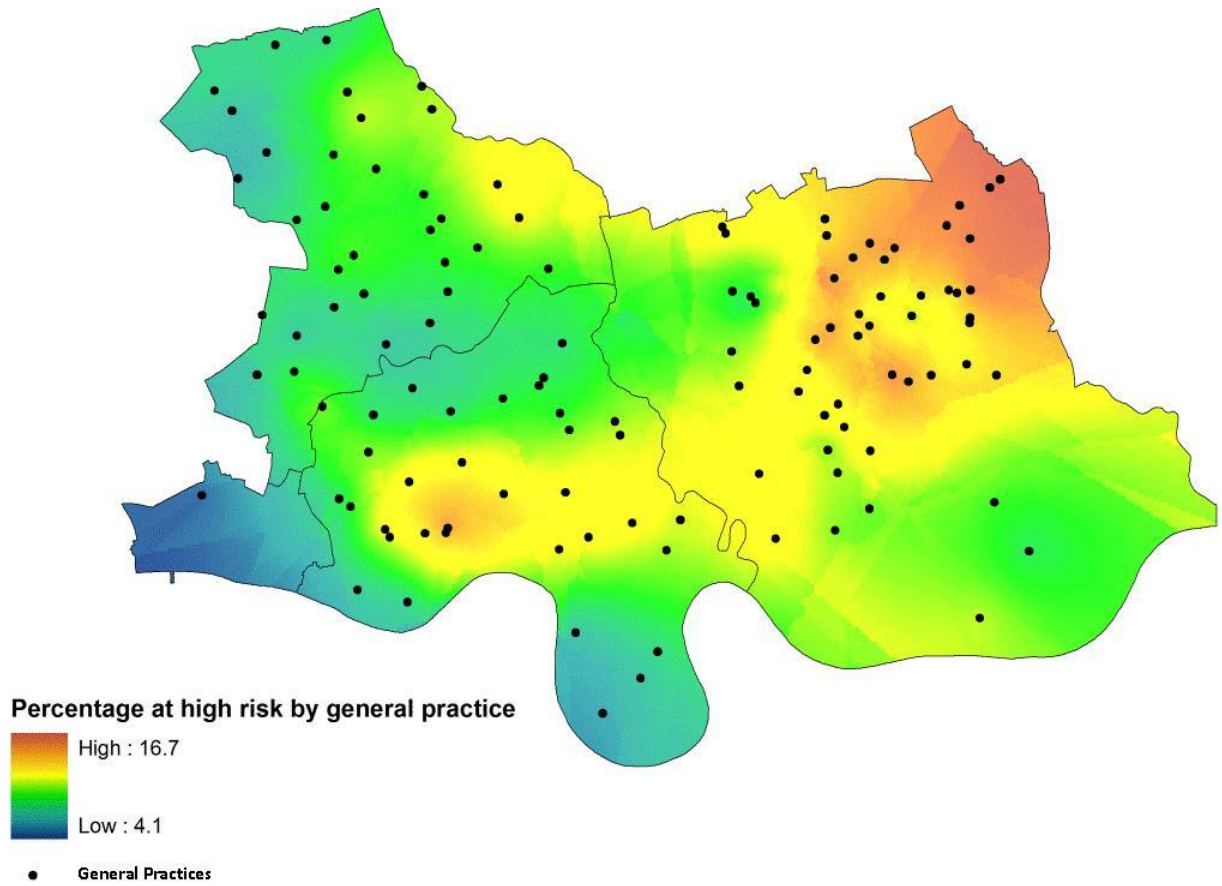 Percentage at high risk by general practice
High : 16.7
Low : 4.1
General Practices